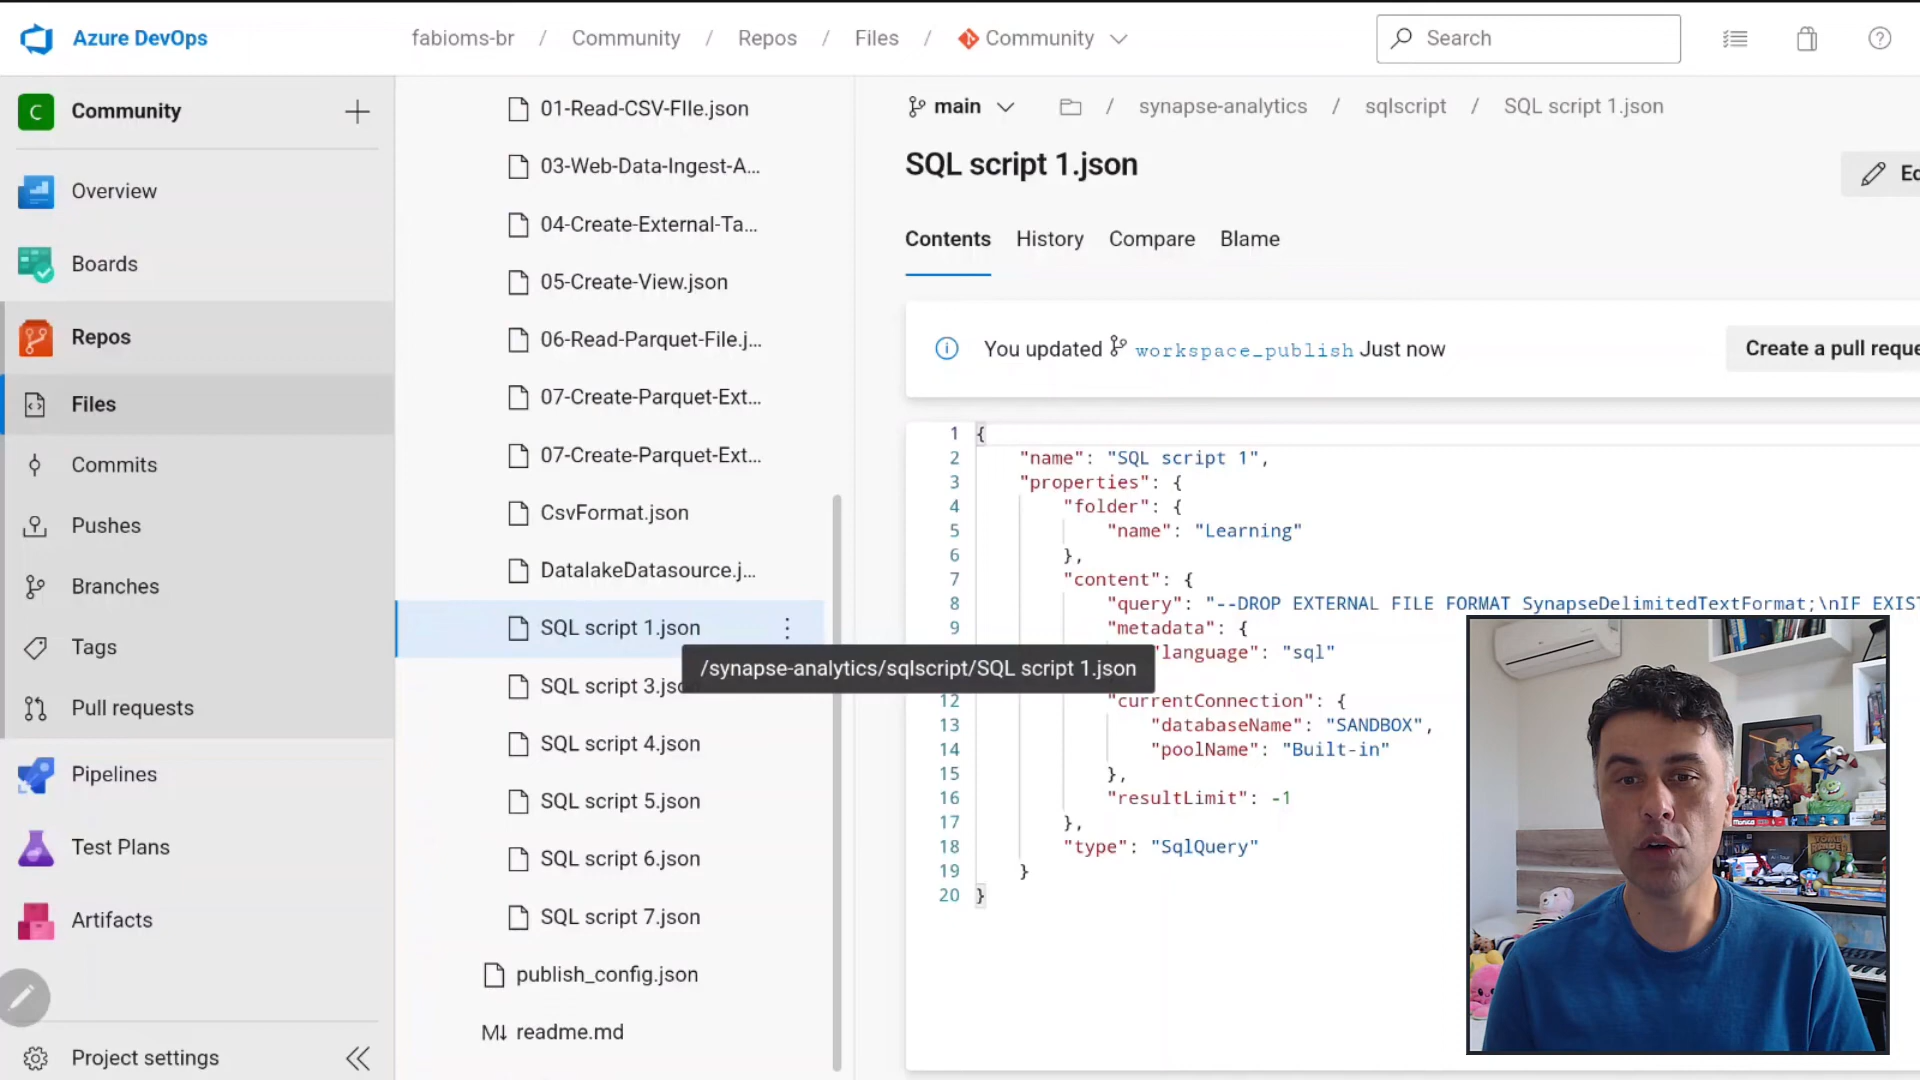 Azure DevOps
fabioms-br / Community / Repos / Files / Community
Search
C Community
Overview
Boards
Repos
Files
Commits
Pushes
Branches
Tags
Pull requests
Pipelines
Test Plans
Artifacts
Project settings
01-Read-CSV-FIle.json
03-Web-Data-Ingest-A...
04-Create-External-Ta...
05-Create-View.json
06-Read-Parquet-File.j...
07-Create-Parquet-Ext...
07-Create-Parquet-Ext...
CsvFormat.json
DatalakeDatasource.j...
SQL script 1.json
/synapse-analytics/sqlscript/SQL script 1.json
SQL script 3.jso
SQL script 4.json
SQL script 5.json
SQL script 6.json
SQL script 7.json
publish_config.json
M↓ readme.md
main / synapse-analytics / sqlscript / SQL script 1.json
SQL script 1.json
Ed
Contents History Compare Blame
You updated workspace_publish Just now
Create a pull reque
1 {
2 "name": "SQL script 1",
3 "properties": {
4 "folder": {
5 "name": "Learning"
6 },
7 "content": {
8 "query": "--DROP EXTERNAL FILE FORMAT SynapseDelimitedTextFormat;\nIF EXIST
9 "metadata": {
"language": "sql"
12 "currentConnection": {
13 "databaseName": "SANDBOX",
14 "poolName": "Built-in"
15 },
16 "resultLimit": -1
17 },
18 "type": "SqlQuery"
19 }
20 }